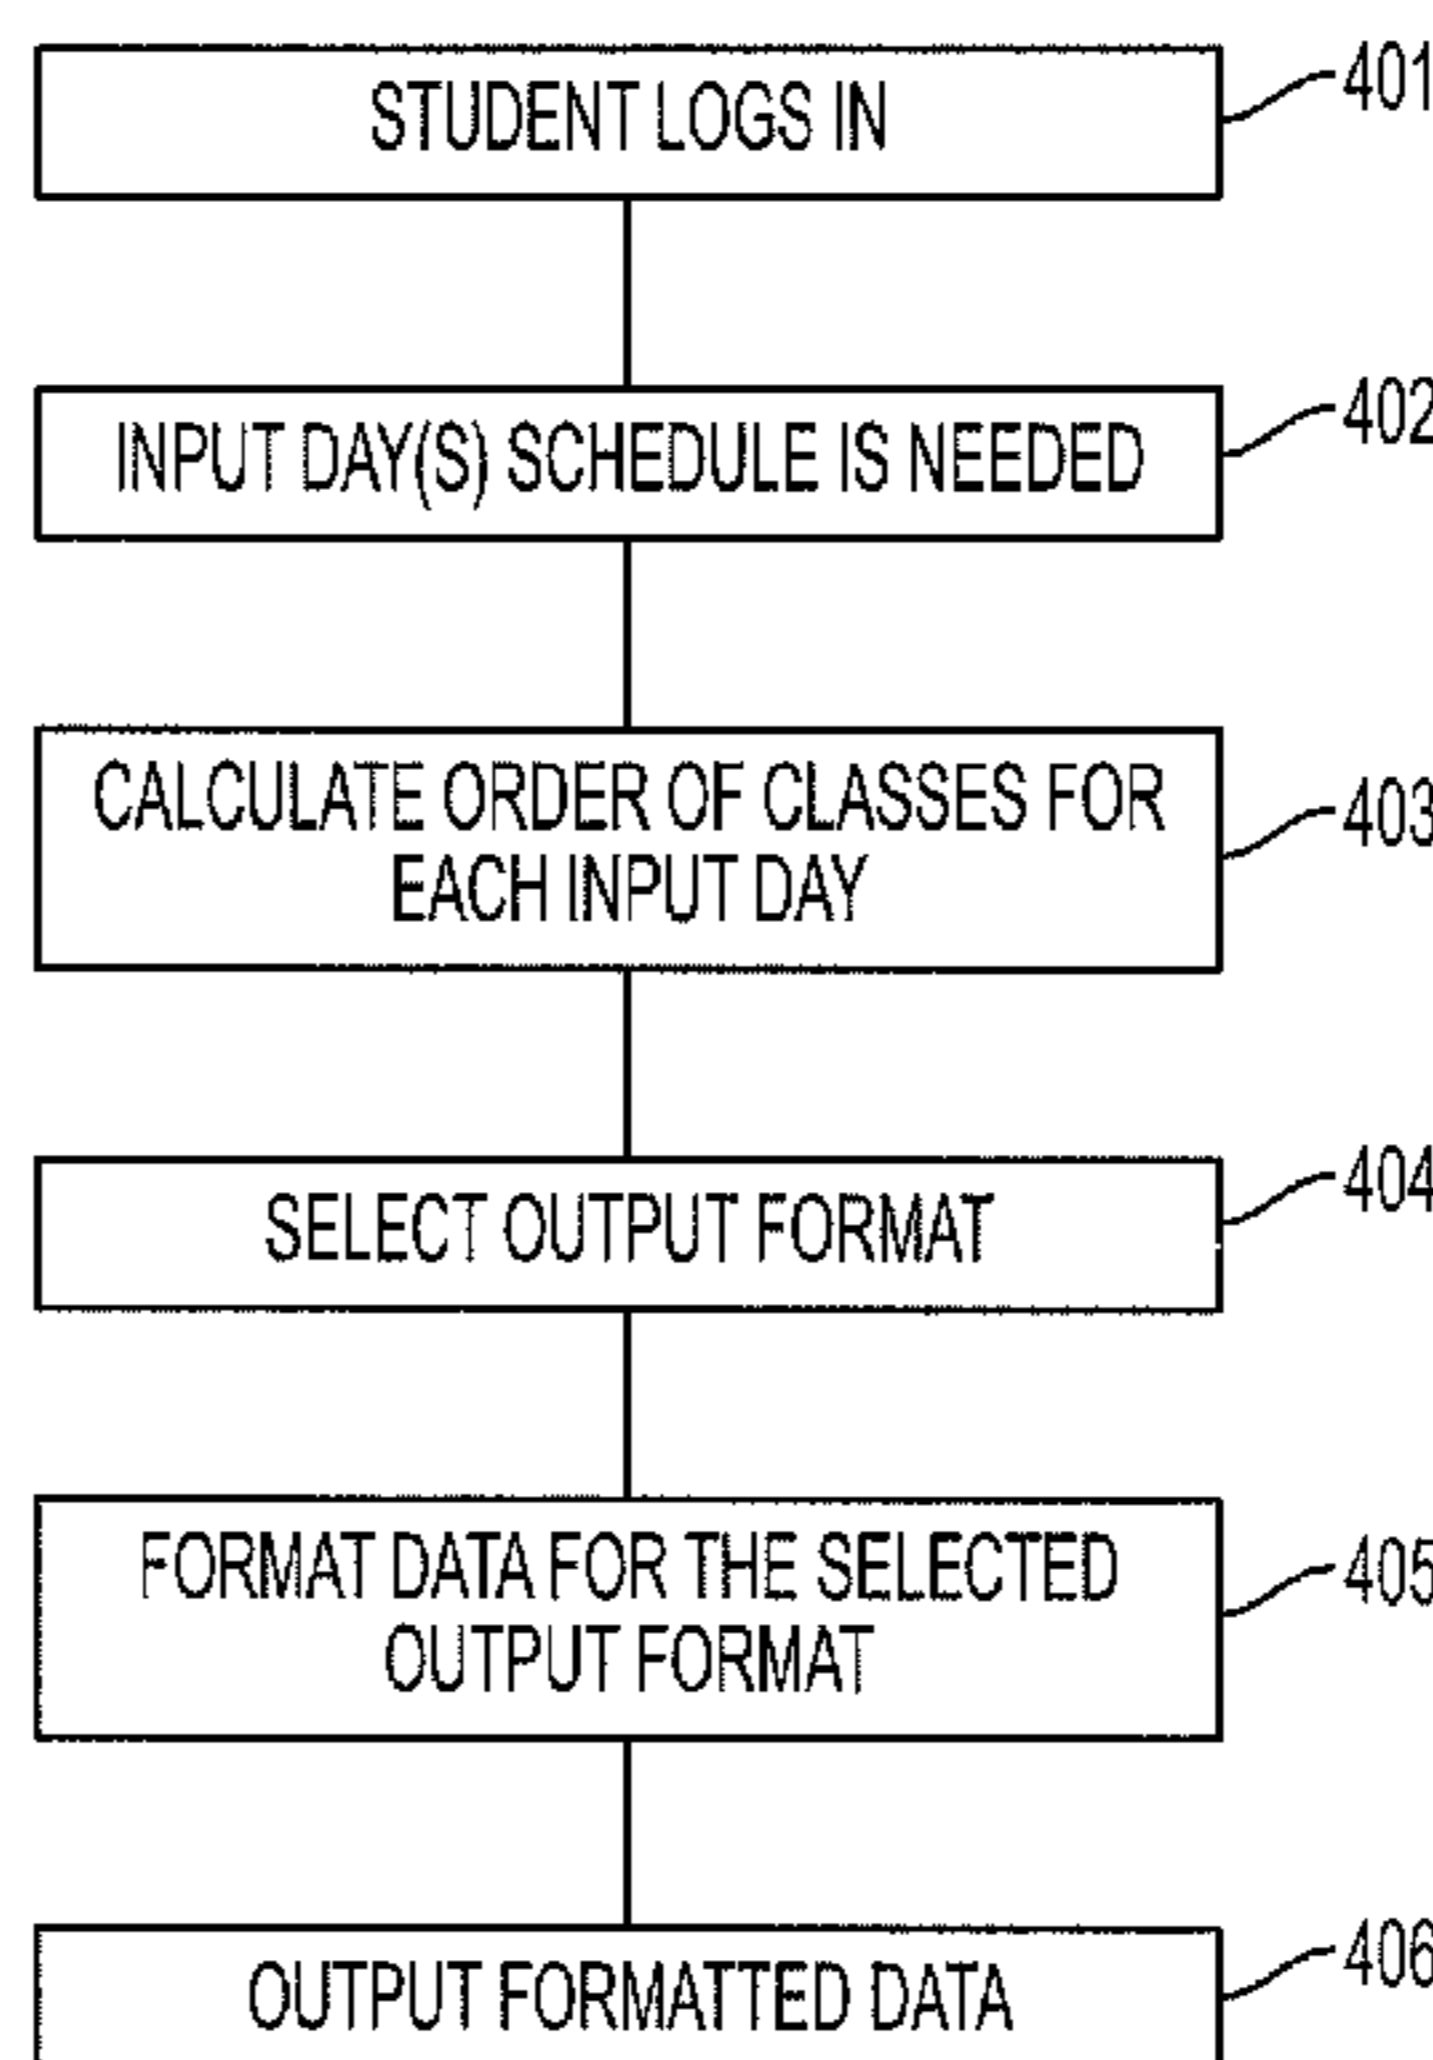 STUDENT LOGS IN
401
INPUT DAY(S) SCHEDULE IS NEEDED
402
CALCULATE ORDER OF CLASSES FOR
EACH INPUT DAY
403
SELECT OUTPUT FORMAT
404
FORMAT DATA FOR THE SELECTED
OUTPUT FORMAT
405
OUTPUT FORMATTED DATA
406